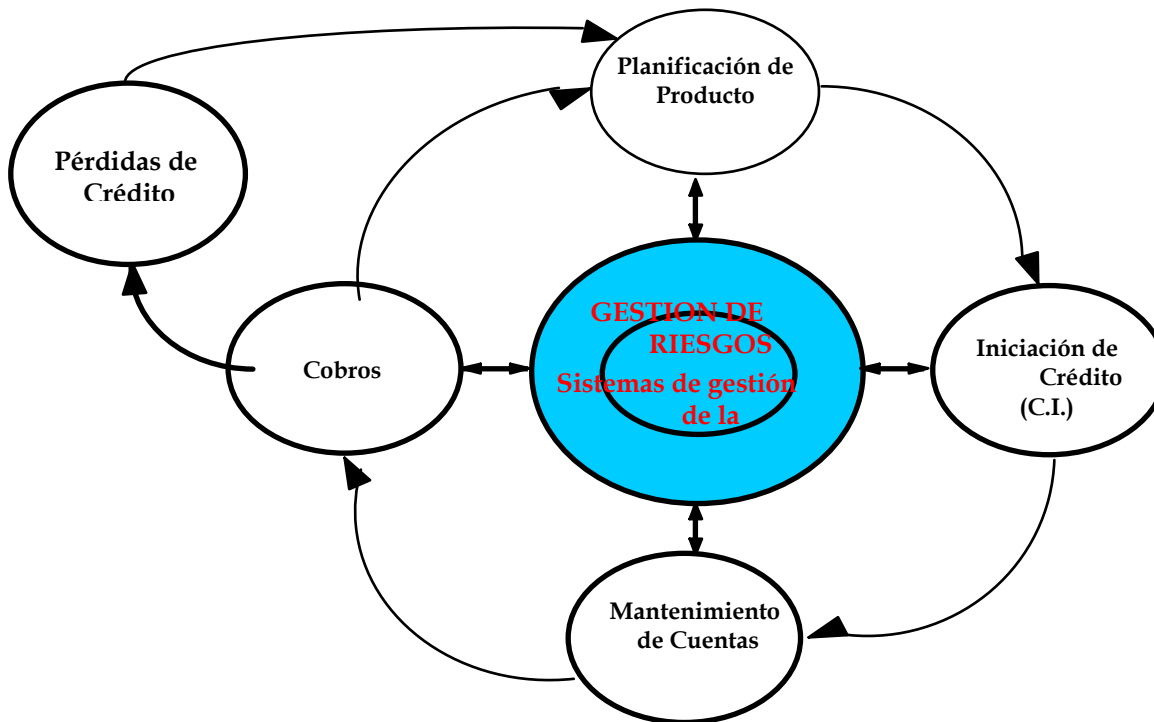 Planificación de
Producto
Pérdidas de
Crédito
GESTION DE
RIESGOS
Sistemas de gestión
de la
Cobros
Iniciación de
Crédito
(C.I.)
Mantenimiento
de Cuentas